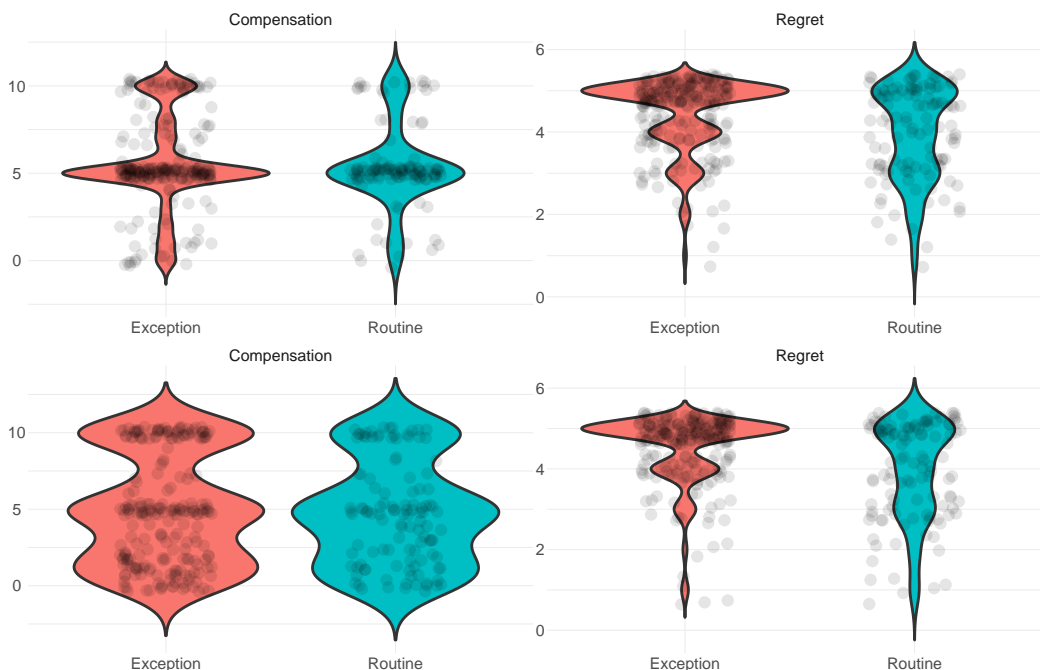 Compensation
Regret
10
5
0
6
4
2
0
Exception
Routine
Exception
Routine
Compensation
Regret
10
5
0
6
4
2
0
Exception
Routine
Exception
Routine